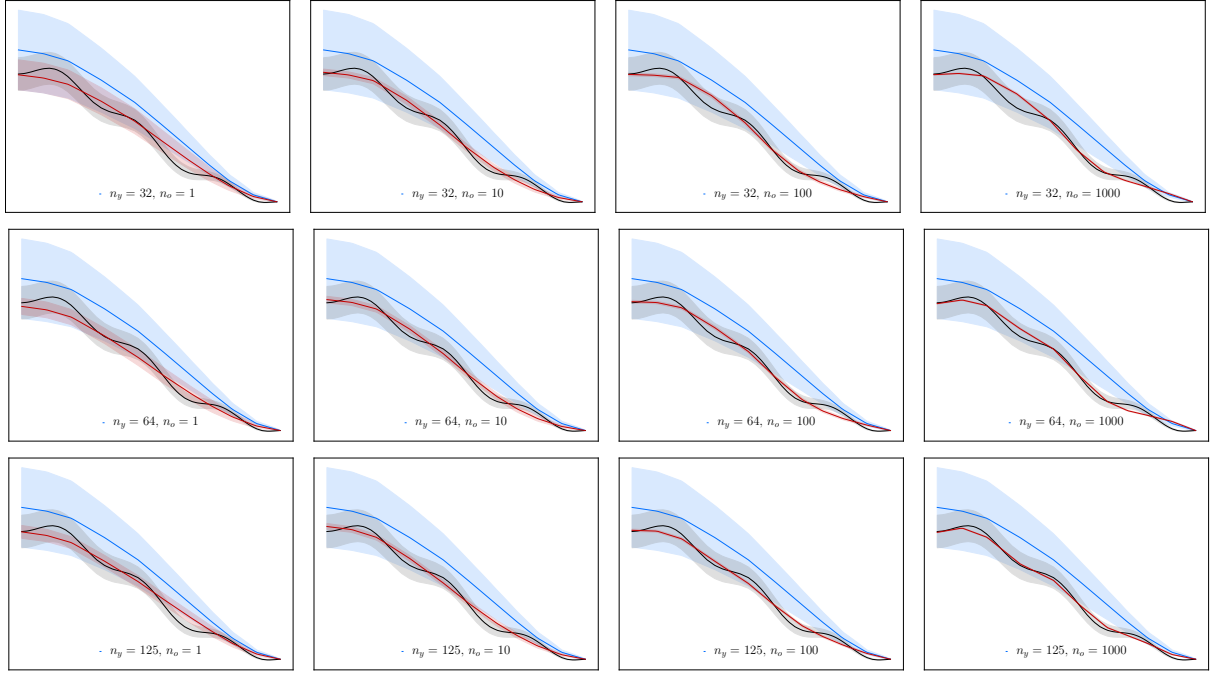 n_y = 32, n_o = 1
n_y = 32, n_o = 10
n_y = 32, n_o = 100
n_y = 32, n_o = 1000
n_y = 64, n_o = 1
n_y = 64, n_o = 10
n_y = 64, n_o = 100
n_y = 64, n_o = 1000
n_y = 125, n_o = 1
n_y = 125, n_o = 10
n_y = 125, n_o = 100
n_y = 125, n_o = 1000